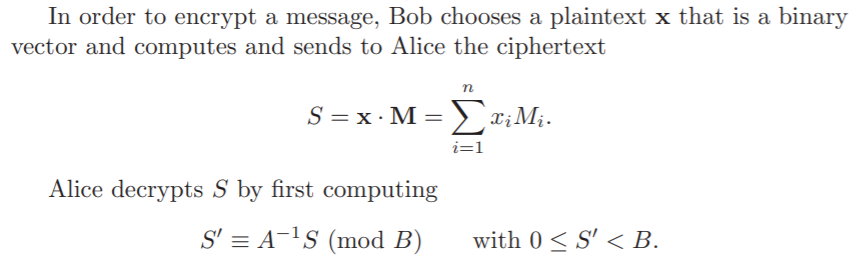 In order to encrypt a message, Bob chooses a plaintext x that is a binary
vector and computes and sends to Alice the ciphertext
S = x · M = \sum_{i=1}^{n} x_i M_i.
Alice decrypts S by first computing
S′ ≡ A^{−1}S (mod B) with 0 ≤ S′ < B.